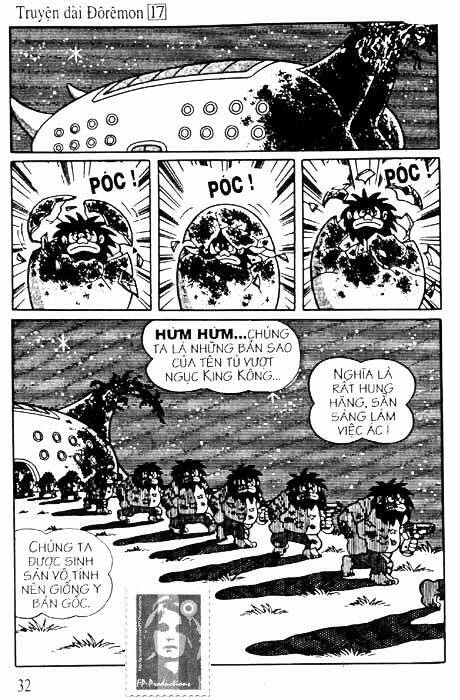 Truyện dài Đôrêmon 17
PÓC !
PÓC !
PÓC !
HỪM HỪM...CHÚNG
TA LÀ NHỮNG BẢN SAO
CỦA TÊN TÙ VƯỢT
NGỤC KING KÔNG...
NGHĨA LÀ
RẤT HUNG
HĂNG, SẴN
SÀNG LÀM
VIỆC ÁC !
CHÚNG TA
ĐƯỢC SINH
SẢN VÔ TÍNH
NÊN GIỐNG Y
BẢN GỐC.
FP-Productions
32